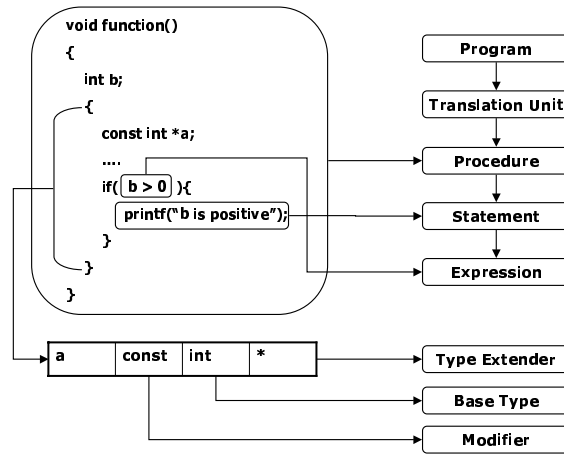 void function()
{
int b;
{
const int *a;
....
if( b > 0 ){
printf(“b is positive”);
}
}
}
Program
Translation Unit
Procedure
Statement
Expression
a const int *
Type Extender
Base Type
Modifier